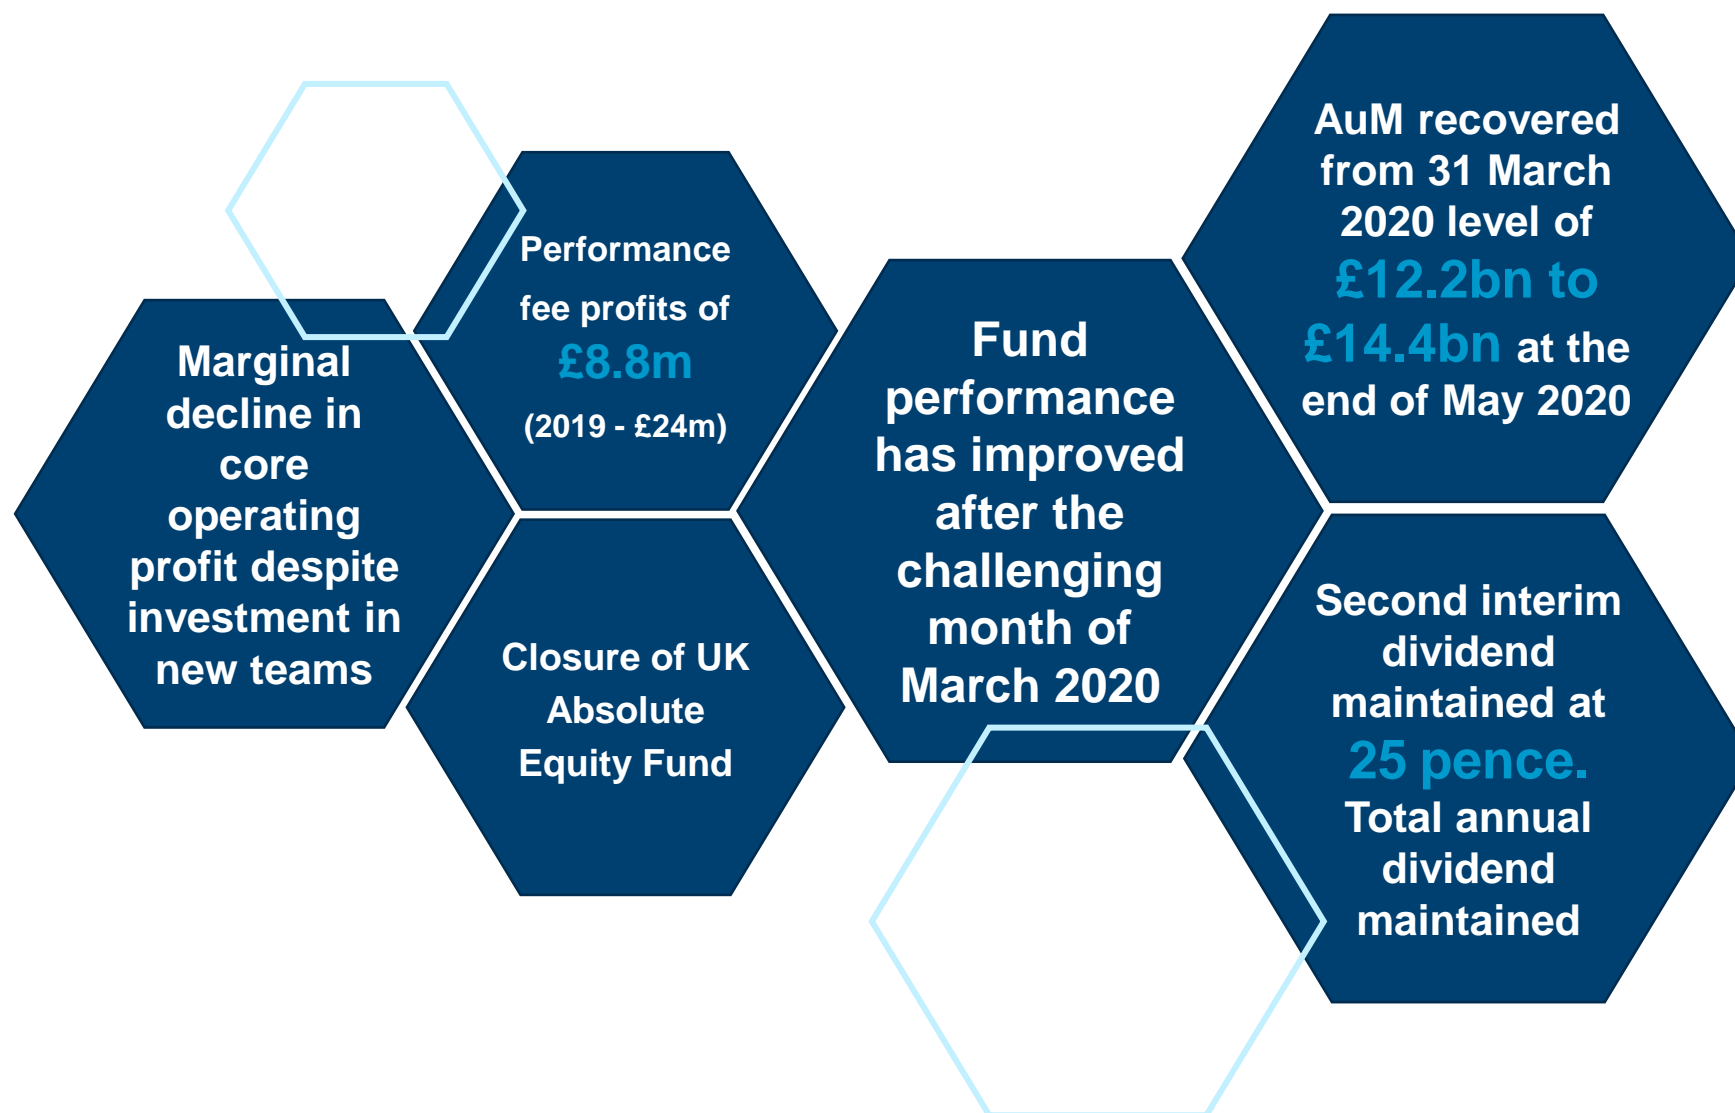 Marginal
decline in
core
operating
profit despite
investment in
new teams
Performance
fee profits of
£8.8m
(2019 - £24m)
Closure of UK
Absolute
Equity Fund
Fund
performance
has improved
after the
challenging
month of
March 2020
AuM recovered
from 31 March
2020 level of
£12.2bn to
£14.4bn at the
end of May 2020
Second interim
dividend
maintained at
25 pence.
Total annual
dividend
maintained